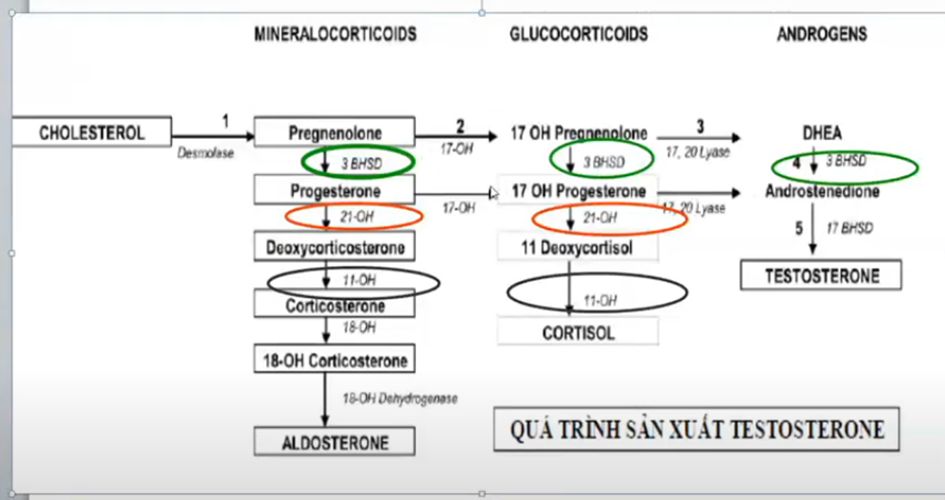 MINERALOCORTICOIDS GLUCOCORTICOIDS ANDROGENS
1 2 3
CHOLESTEROL Pregnenolone 17 OH Pregnenolone DHEA
Desmolase 17-OH 17, 20 Lyase
3 BHSD 3 BHSD 4 3 BHSD
Progesterone 17 OH Progesterone Androstenedione
17-OH 17, 20 Lyase
21-OH 21-OH 5 17 BHSD
Deoxycorticosterone 11 Deoxycortisol
TESTOSTERONE
11-OH 11-OH
Corticosterone
18-OH CORTISOL
18-OH Corticosterone
18-OH Dehydrogenase
QUÁ TRÌNH SẢN XUẤT TESTOSTERONE
ALDOSTERONE